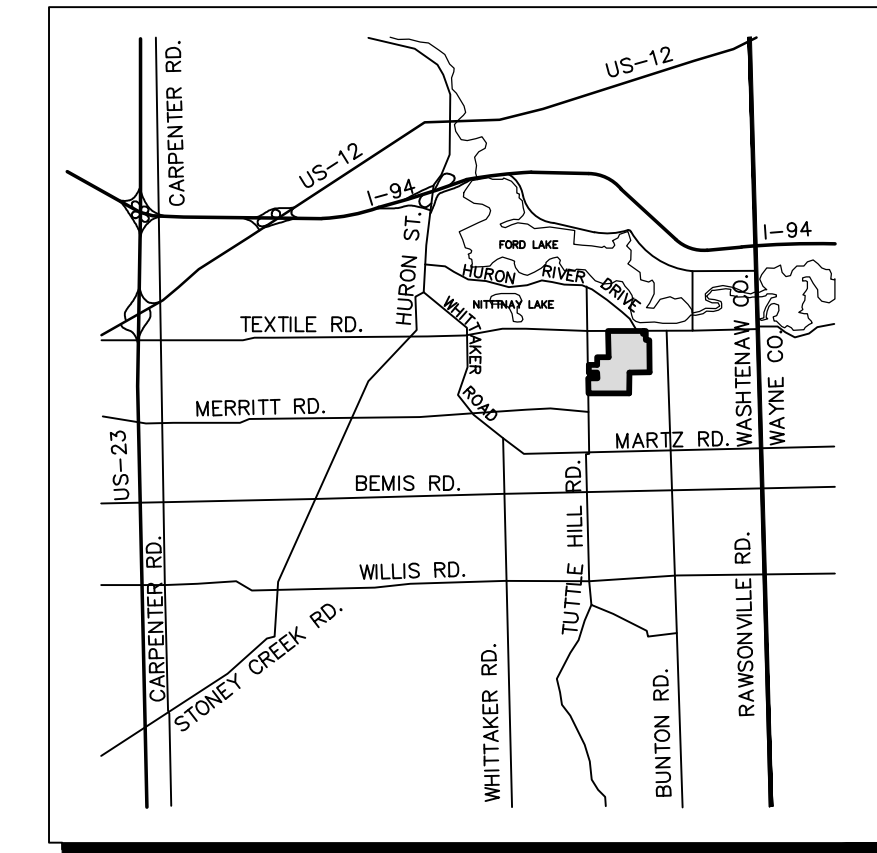 CARPENTER RD.
US-12
US-12
I-94
HURON ST.
FORD LAKE
I-94
HURON RIVER DRIVE
NITTNAY LAKE
WHITTAKER ROAD
TEXTILE RD.
WASHTENAW CO.
WAYNE CO.
MERRITT RD.
US-23
MARTZ RD.
BEMIS RD.
TUTTLE HILL RD.
WILLIS RD.
CARPENTER RD.
STONEY CREEK RD.
WHITTAKER RD.
BUNTON RD.
RAWSONVILLE RD.